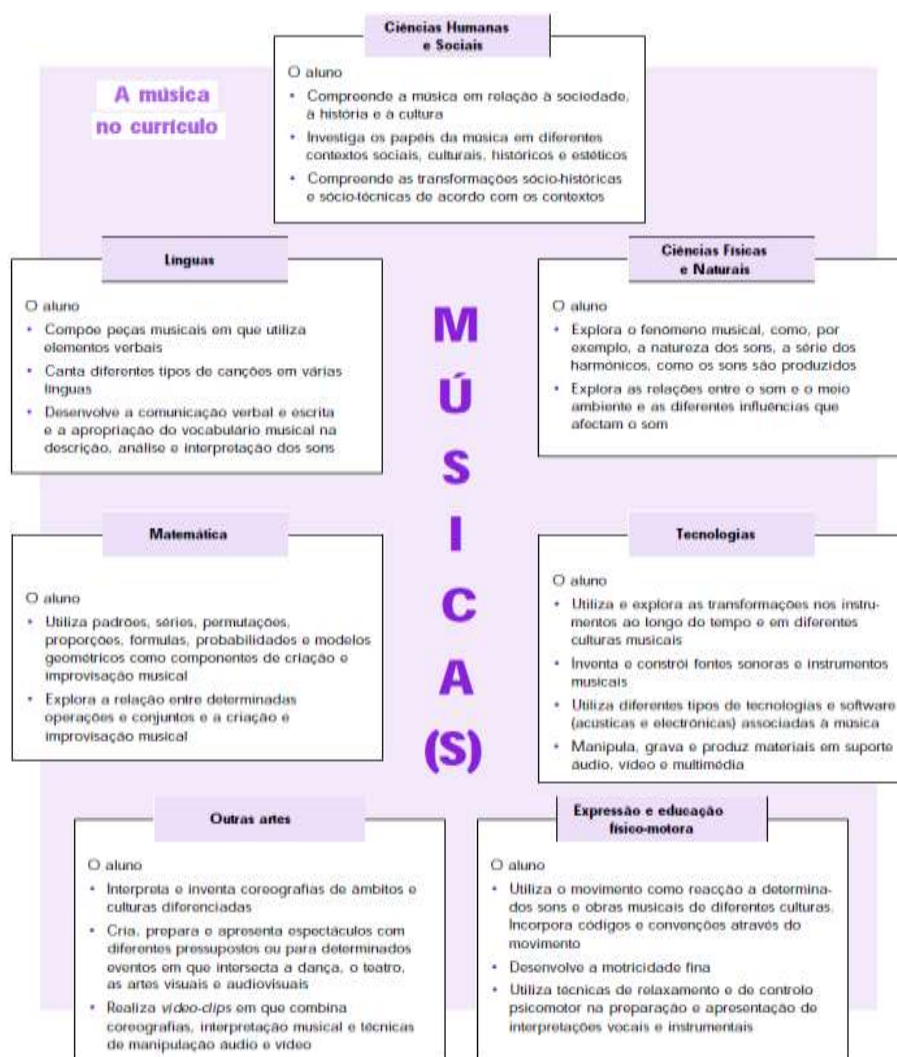 Ciências Humanas
e Sociais
A música
no currículo
O aluno
• Compreende a música em relação à sociedade,
à história e à cultura
• Investiga os papéis da música em diferentes
contextos sociais, culturais, históricos e estéticos
• Compreende as transformações sócio-históricas
e sócio-técnicas de acordo com os contextos
Línguas
O aluno
• Compõe peças musicais em que utiliza
elementos verbais
• Canta diferentes tipos de canções em várias
línguas
• Desenvolve a comunicação verbal e escrita
e a apropriação do vocabulário musical na
descrição, análise e interpretação dos sons
Ciências Físicas
e Naturais
O aluno
• Explora o fenomeno musical, como, por
exemplo, a natureza dos sons, a série dos
harmónicos, como os sons são produzidos
• Explora as relações entre o som e o meio
ambiente e as diferentes influências que
afectam o som
M
Ú
S
I
C
A
(S)
Matemática
O aluno
• Utiliza padrões, séries, permutações,
proporções, fórmulas, probabilidades e modelos
geométricos como componentes de criação e
improvisação musical
• Explora a relação entre determinadas
operações e conjuntos e a criação e
improvisação musical
Tecnologias
O aluno
• Utiliza e explora as transformações nos instru-
mentos ao longo do tempo e em diferentes
culturas musicais
• Inventa e constrói fontes sonoras e instrumentos
musicais
• Utiliza diferentes tipos de tecnologias e software
(acústicas e electrónicas) associadas à música
• Manipula, grava e produz materiais em suporte
áudio, vídeo e multimédia
Outras artes
O aluno
• Interpreta e inventa coreografias de âmbitos e
culturas diferenciadas
• Cria, prepara e apresenta espectáculos com
diferentes pressupostos ou para determinados
eventos em que intersecta a dança, o teatro,
as artes visuais e audiovisuais
• Realiza vídeo-clips em que combina
coreografias, interpretação musical e técnicas
de manipulação áudio e vídeo
Expressão e educação
físico-motora
O aluno
• Utiliza o movimento como reacção a determina-
dos sons e obras musicais de diferentes culturas.
Incorpora códigos e convenções através do
movimento
• Desenvolve a motricidade fina
• Utiliza técnicas de relaxamento e de controlo
psicomotor na preparação e apresentação de
interpretações vocais e instrumentais